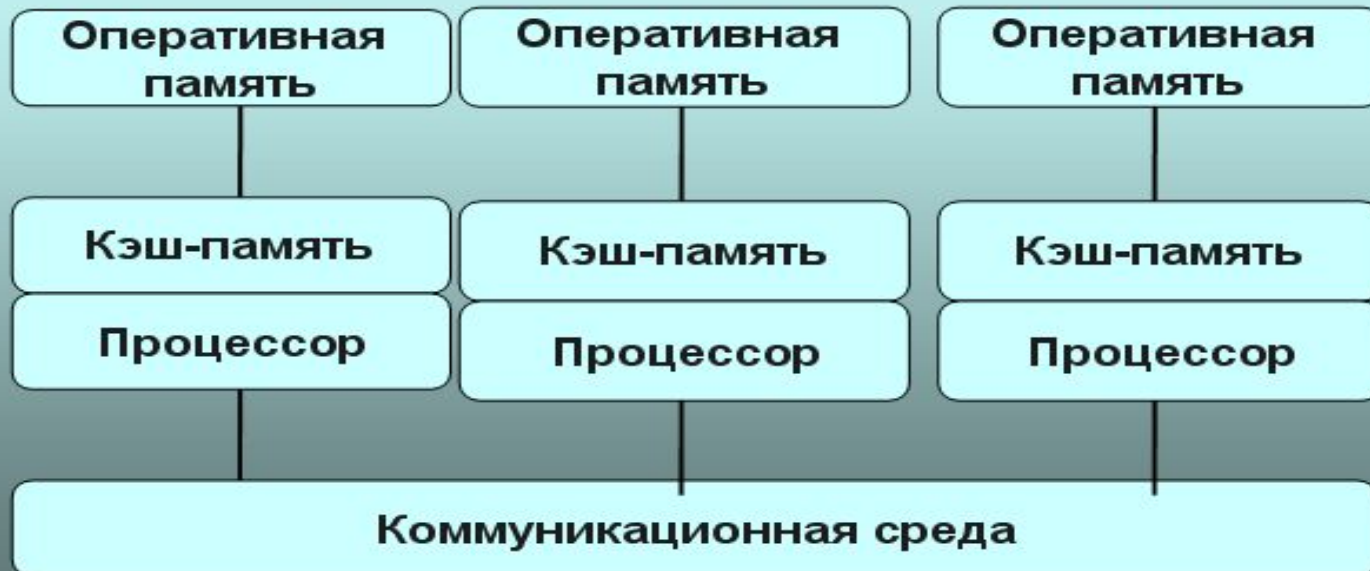 Оперативная
память
Оперативная
память
Оперативная
память
Кэш-память
Кэш-память
Кэш-память
Процессор
Процессор
Процессор
Коммуникационная среда